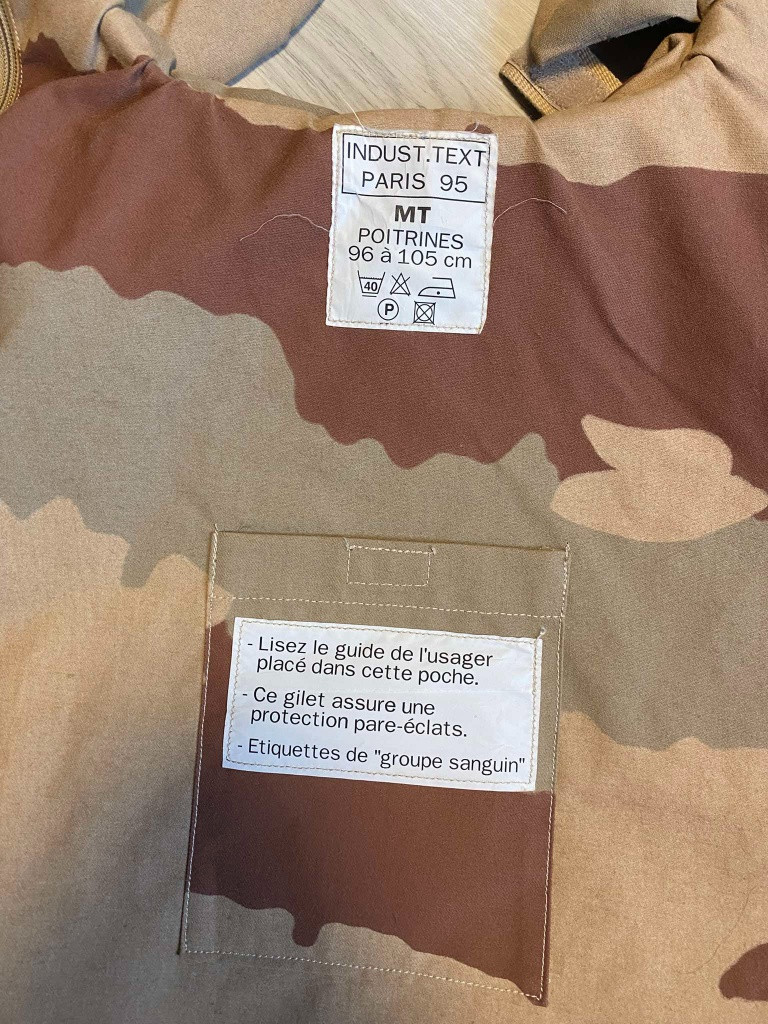 INDUST.TEXT
PARIS 95
MT
POITRINES
96 à 105 cm
40
P
- Lisez le guide de l'usager
placé dans cette poche.
- Ce gilet assure une
protection pare-éclats.
- Etiquettes de "groupe sanguin"